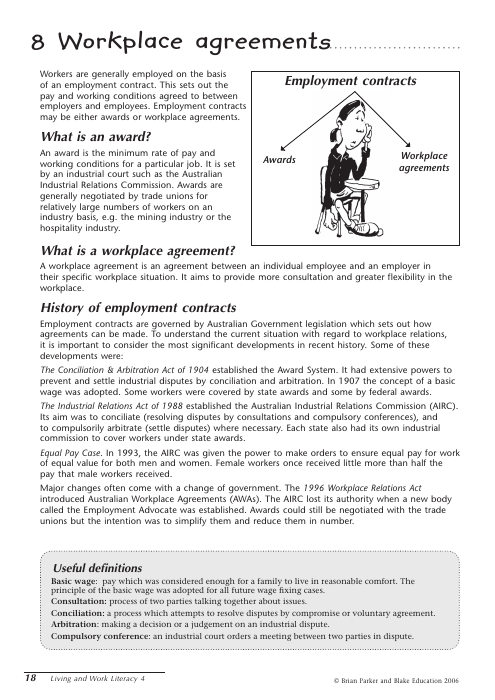 8 Workplace agreements
Workers are generally employed on the basis
of an employment contract. This sets out the
pay and working conditions agreed to between
employers and employees. Employment contracts
may be either awards or workplace agreements.
Employment contracts
Awards
Workplace
agreements
What is an award?
An award is the minimum rate of pay and
working conditions for a particular job. It is set
by an industrial court such as the Australian
Industrial Relations Commission. Awards are
generally negotiated by trade unions for
relatively large numbers of workers on an
industry basis, e.g. the mining industry or the
hospitality industry.
What is a workplace agreement?
A workplace agreement is an agreement between an individual employee and an employer in
their specific workplace situation. It aims to provide more consultation and greater flexibility in the
workplace.
History of employment contracts
Employment contracts are governed by Australian Government legislation which sets out how
agreements can be made. To understand the current situation with regard to workplace relations,
it is important to consider the most significant developments in recent history. Some of these
developments were:
The Conciliation & Arbitration Act of 1904 established the Award System. It had extensive powers to
prevent and settle industrial disputes by conciliation and arbitration. In 1907 the concept of a basic
wage was adopted. Some workers were covered by state awards and some by federal awards.
The Industrial Relations Act of 1988 established the Australian Industrial Relations Commission (AIRC).
Its aim was to conciliate (resolving disputes by consultations and compulsory conferences), and
to compulsorily arbitrate (settle disputes) where necessary. Each state also had its own industrial
commission to cover workers under state awards.
Equal Pay Case. In 1993, the AIRC was given the power to make orders to ensure equal pay for work
of equal value for both men and women. Female workers once received little more than half the
pay that male workers received.
Major changes often come with a change of government. The 1996 Workplace Relations Act
introduced Australian Workplace Agreements (AWAs). The AIRC lost its authority when a new body
called the Employment Advocate was established. Awards could still be negotiated with the trade
unions but the intention was to simplify them and reduce them in number.
Useful definitions
Basic wage: pay which was considered enough for a family to live in reasonable comfort. The
principle of the basic wage was adopted for all future wage fixing cases.
Consultation: process of two parties talking together about issues.
Conciliation: a process which attempts to resolve disputes by compromise or voluntary agreement.
Arbitration: making a decision or a judgement on an industrial dispute.
Compulsory conference: an industrial court orders a meeting between two parties in dispute.
18 Living and Work Literacy 4
© Brian Parker and Blake Education 2006